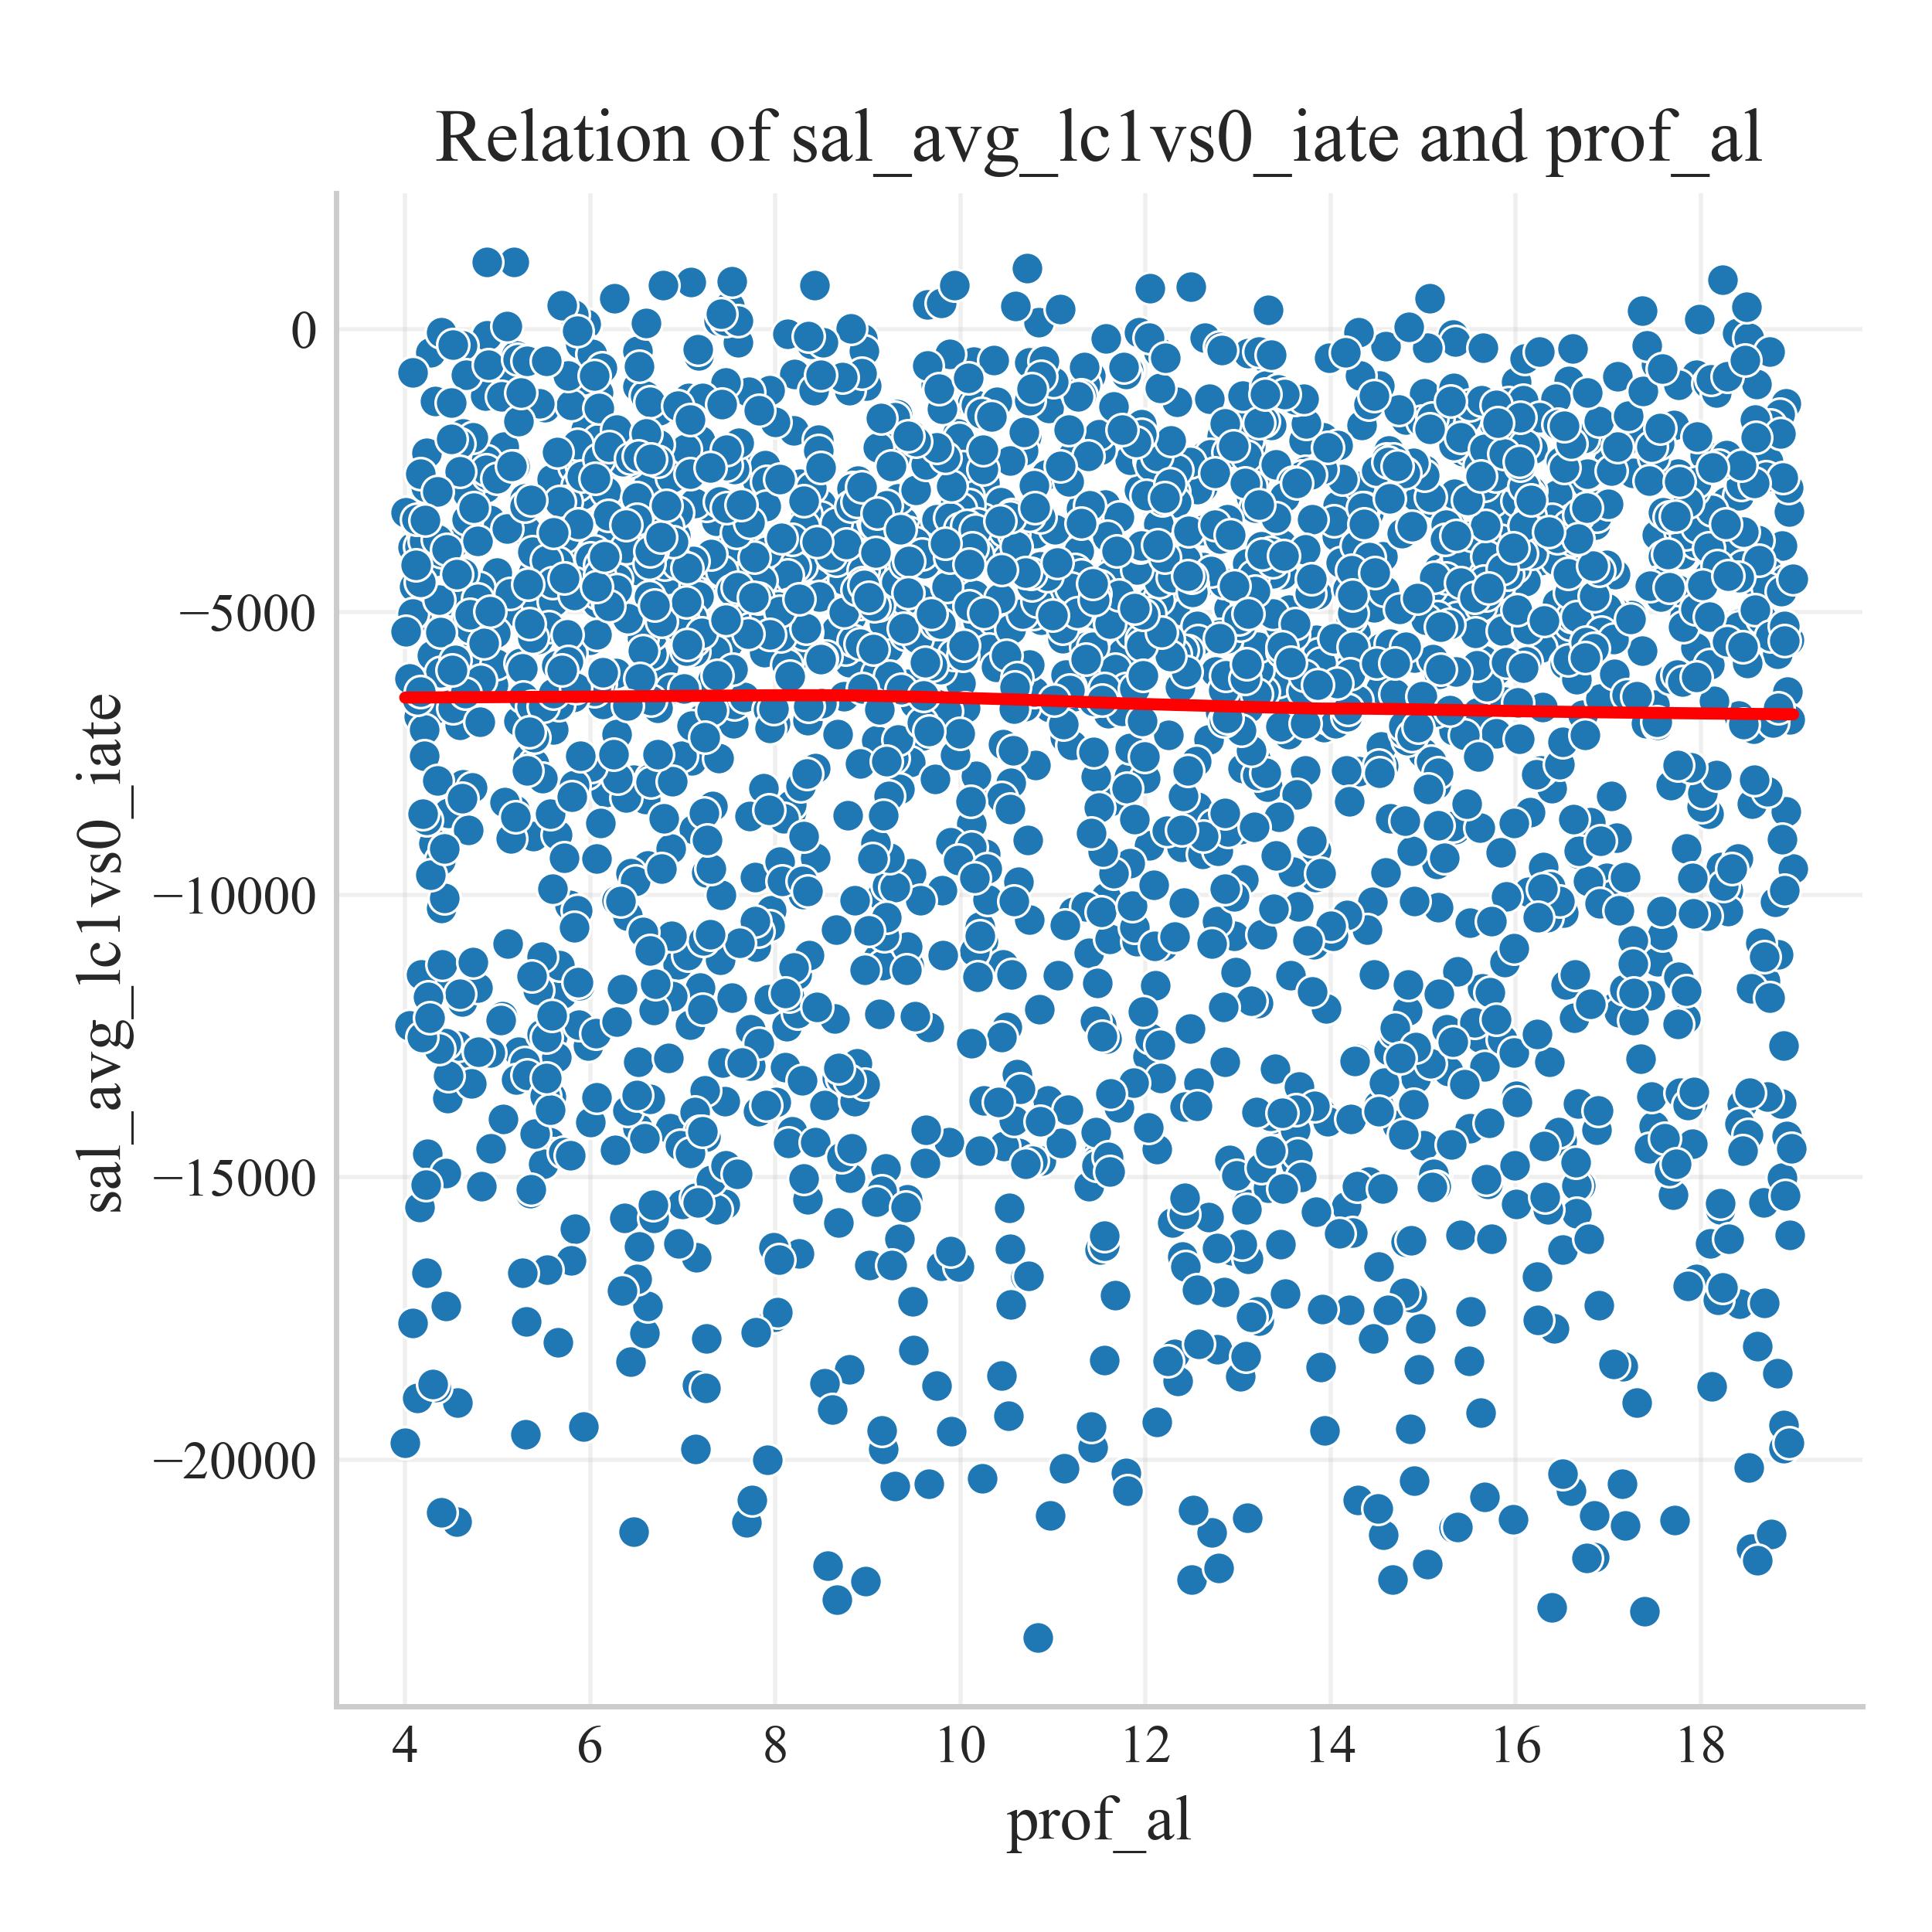 Relation of sal_avg_lc1vs0_iate and prof_al
0
−5000
−10000
−15000
−20000
sal_avg_lc1vs0_iate
4 6 8 10 12 14 16 18
prof_al